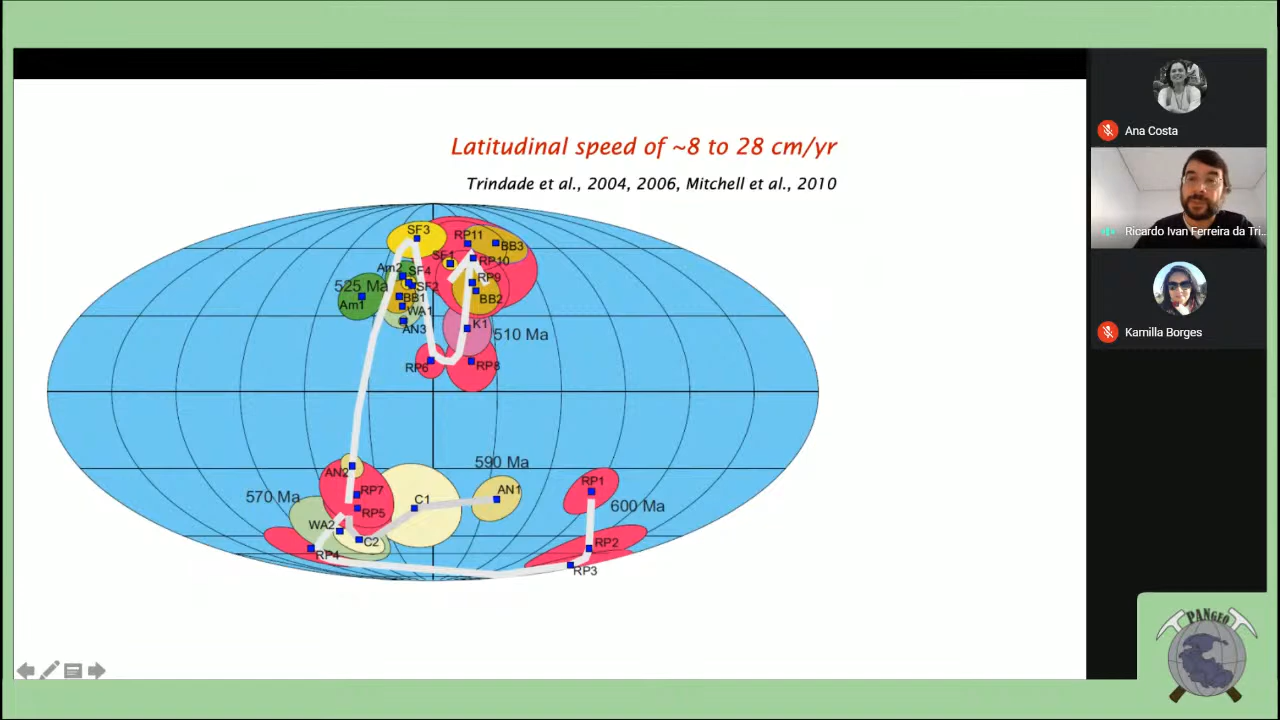 Latitudinal speed of ~8 to 28 cm/yr
Trindade et al., 2004, 2006, Mitchell et al., 2010
SF3
RP11
BB3
SF1
RP10
Am2
SF4
RP9
525 Ma
SF2
BB1
BB2
Am1
WA1
K1
AN3
510 Ma
RP6
RP8
590 Ma
AN2
RP1
RP7
AN1
570 Ma
C1
600 Ma
RP5
WA2
C2
RP2
RP4
RP3
Ana Costa
Ricardo Ivan Ferreira da Tri...
Kamilla Borges
PANGEO